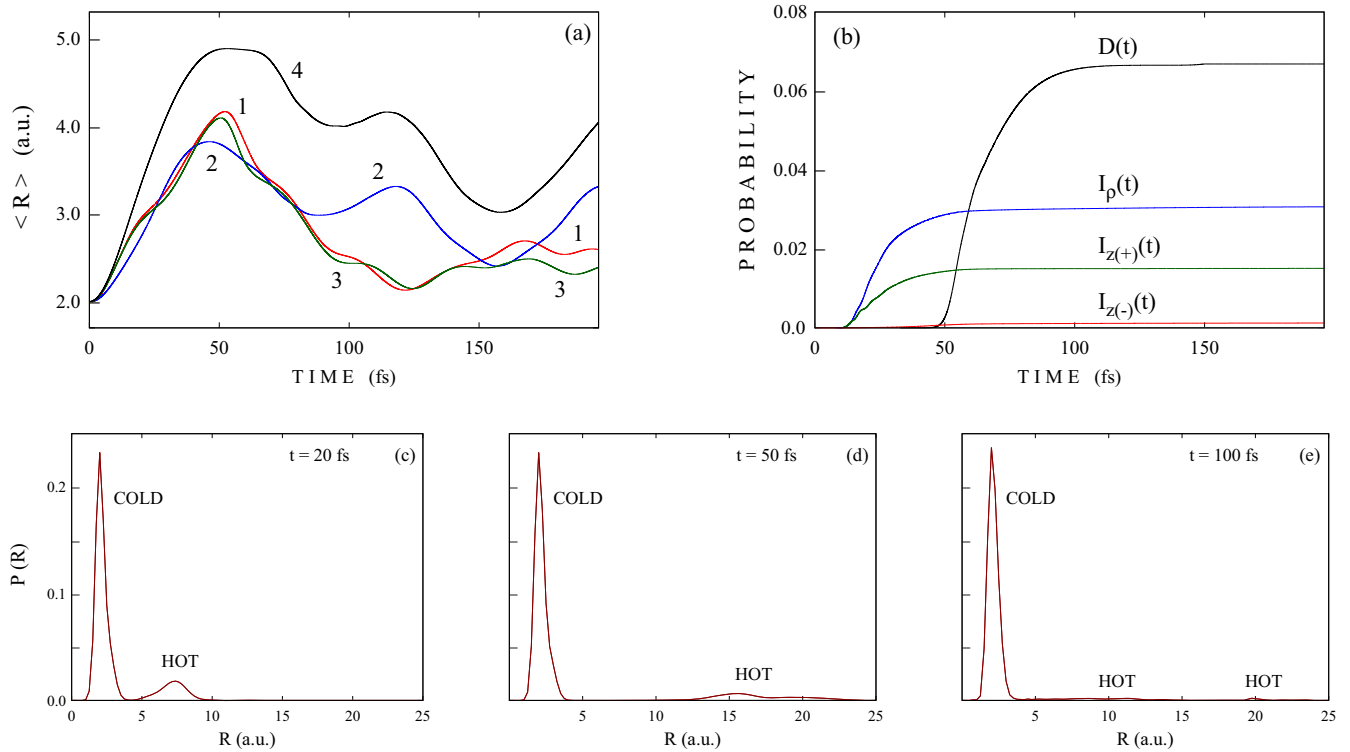 (a)
5.0
4.0
3.0
2.0
< R > (a.u.)
4
1
2
2
3
1
3
0
50
100
150
TIME (fs)
(b)
0.08
0.06
0.04
0.02
0.0
PROBABILITY
D(t)
Iρ(t)
Iz(+)(t)
Iz(-)(t)
0
50
100
150
TIME (fs)
t = 20 fs (c)
0.2
0.1
0.0
P (R)
COLD
HOT
0 5 10 15 20 25
R (a.u.)
t = 50 fs (d)
COLD
HOT
5 10 15 20 25
R (a.u.)
t = 100 fs (e)
COLD
HOT
HOT
5 10 15 20 25
R (a.u.)